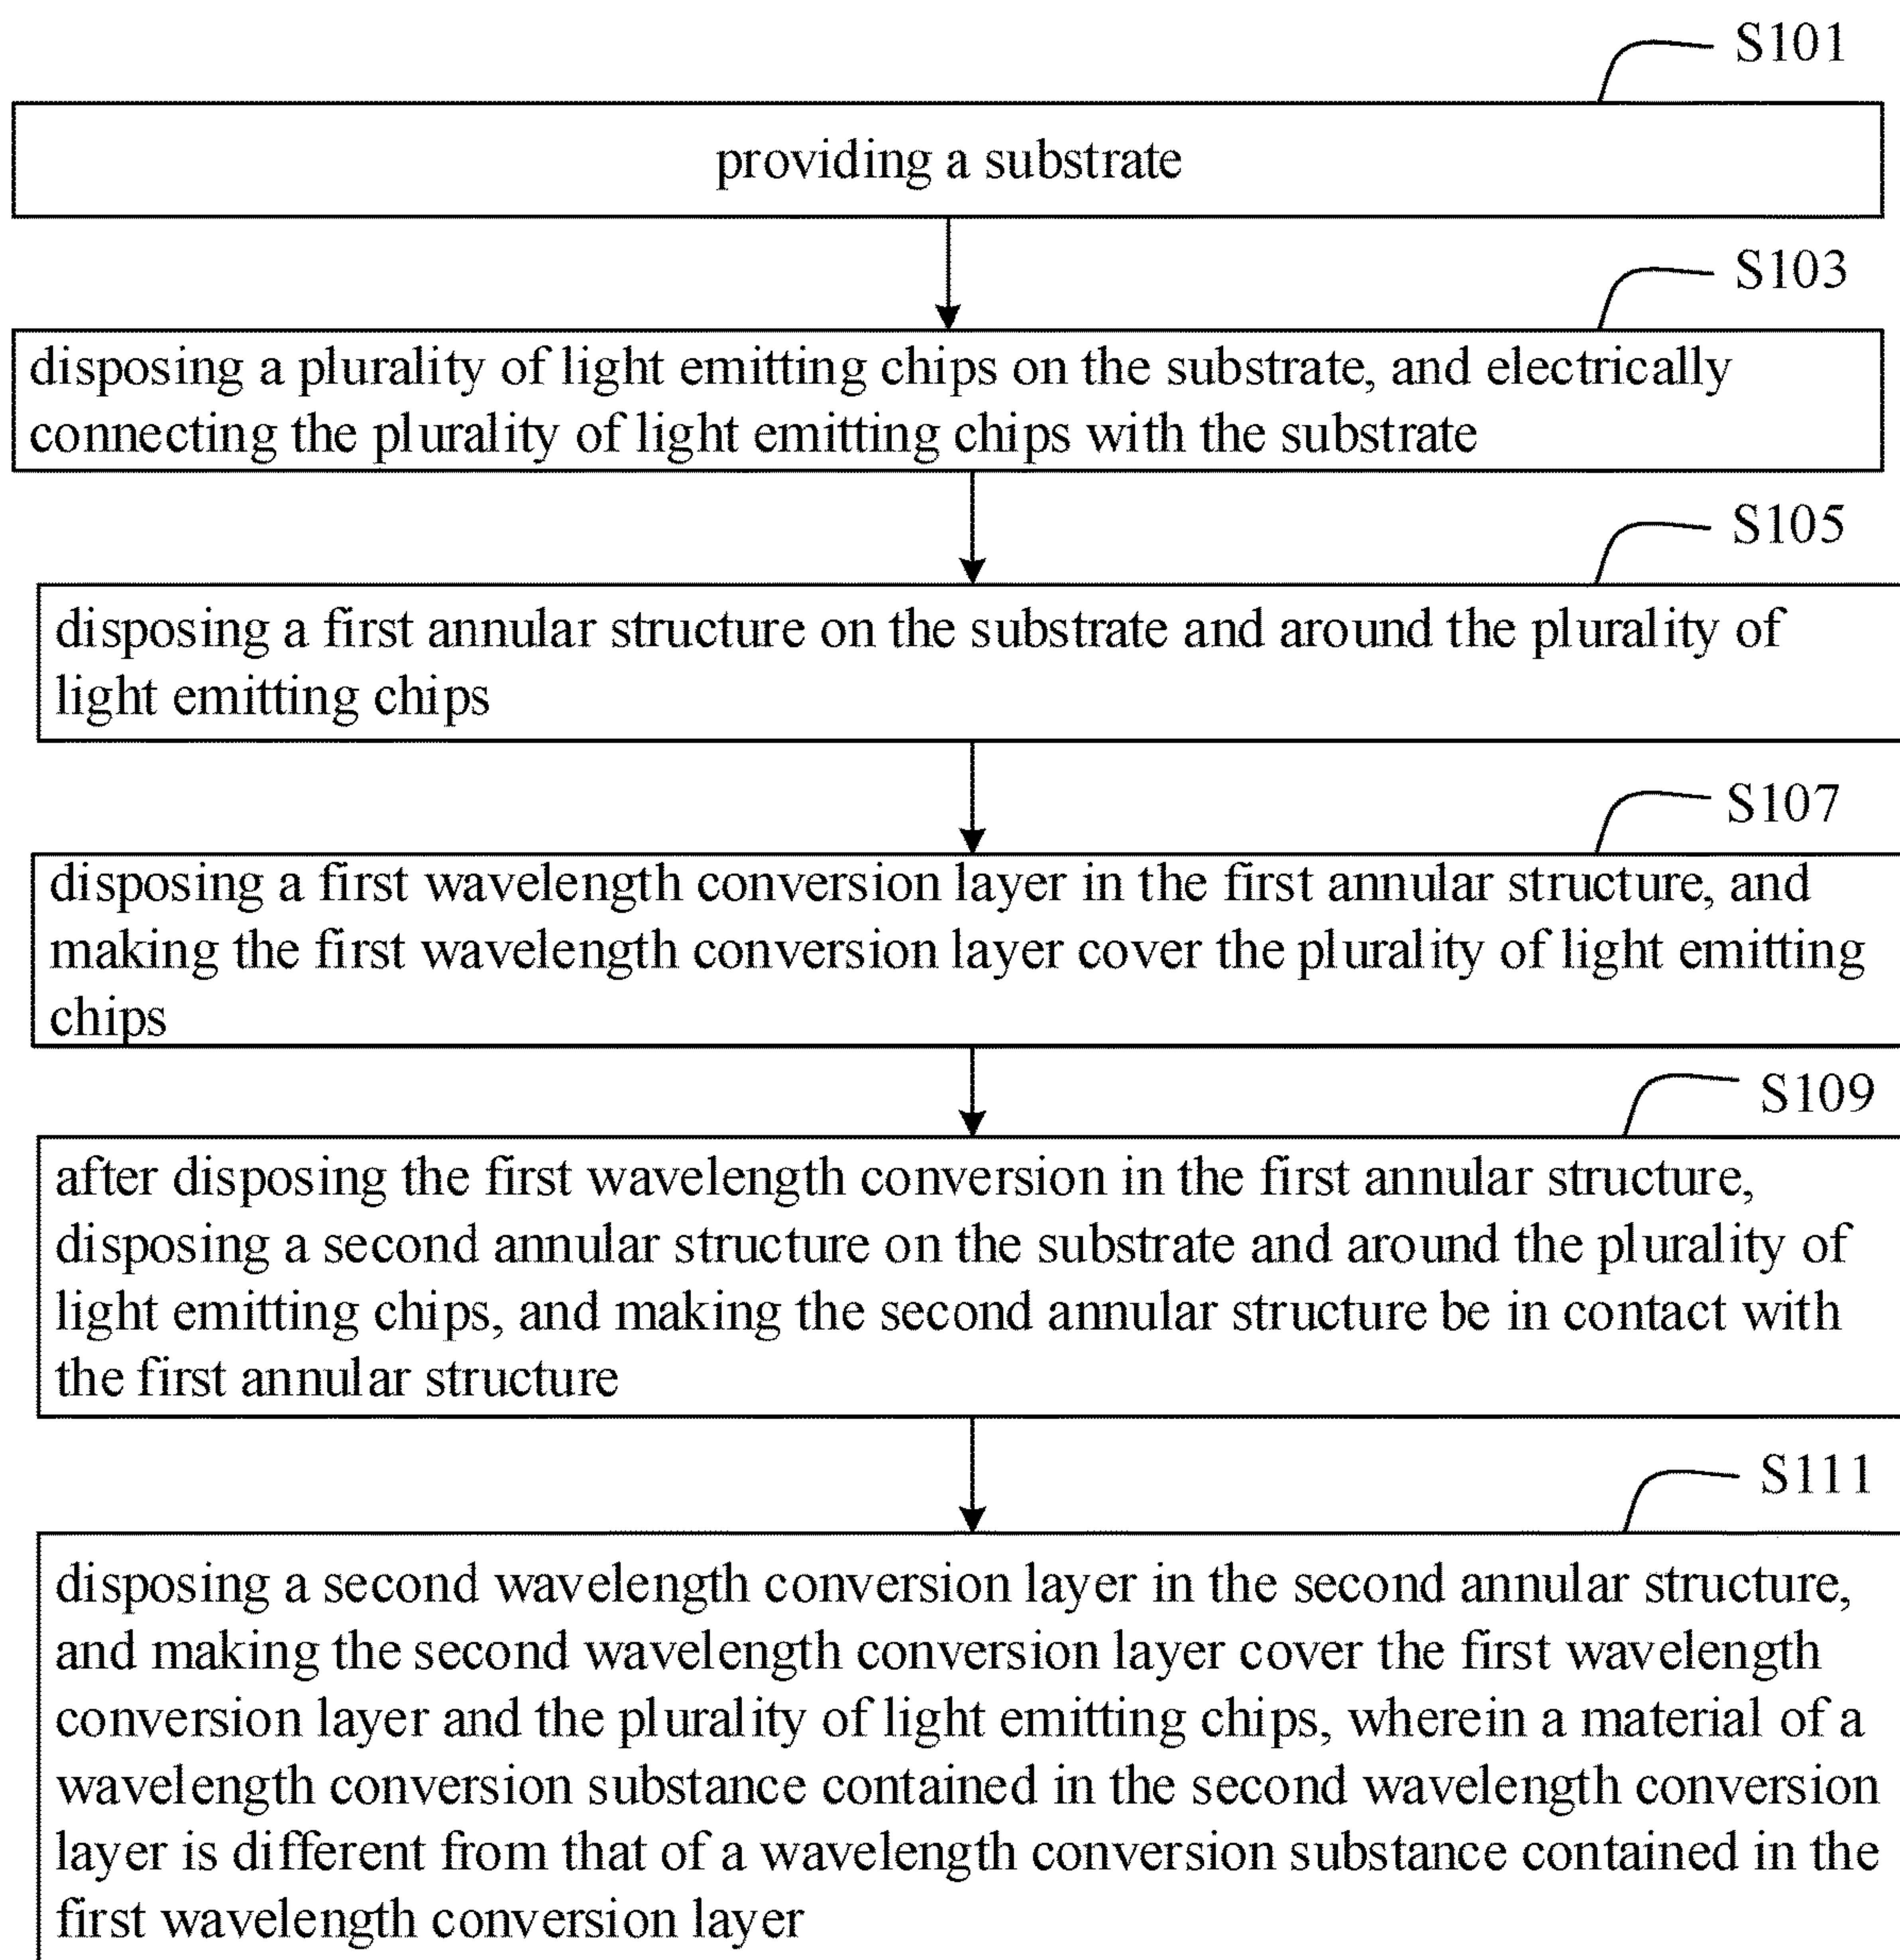 S101
providing a substrate
S103
disposing a plurality of light emitting chips on the substrate, and electrically
connecting the plurality of light emitting chips with the substrate
S105
disposing a first annular structure on the substrate and around the plurality of
light emitting chips
S107
disposing a first wavelength conversion layer in the first annular structure, and
making the first wavelength conversion layer cover the plurality of light emitting
chips
S109
after disposing the first wavelength conversion in the first annular structure,
disposing a second annular structure on the substrate and around the plurality of
light emitting chips, and making the second annular structure be in contact with
the first annular structure
S111
disposing a second wavelength conversion layer in the second annular structure,
and making the second wavelength conversion layer cover the first wavelength
conversion layer and the plurality of light emitting chips, wherein a material of a
wavelength conversion substance contained in the second wavelength conversion
layer is different from that of a wavelength conversion substance contained in the
first wavelength conversion layer